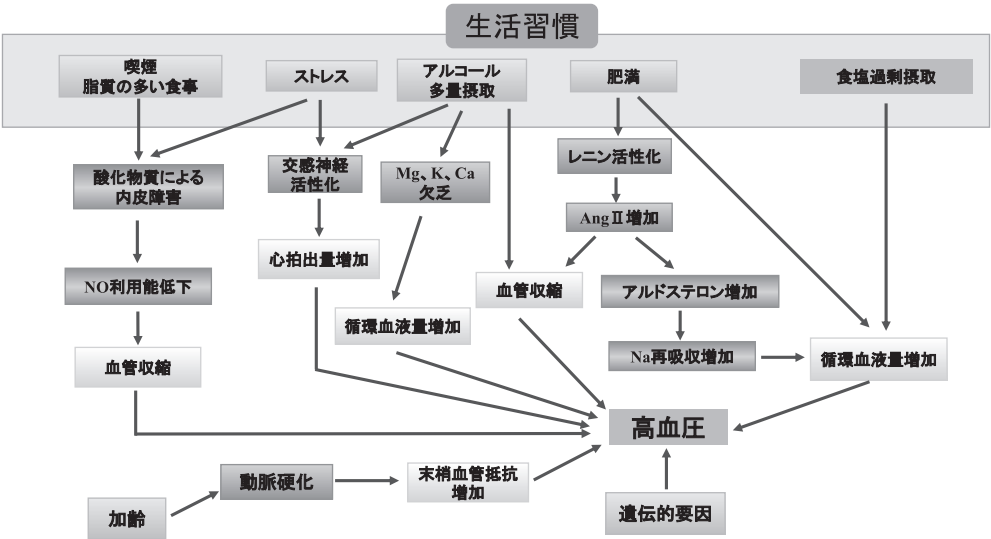 生活習慣
喫煙
脂質の多い食事
ストレス
アルコール
多量摂取
肥満
食塩過剰摂取
酸化物質による
内皮障害
交感神経
活性化
Mg、K、Ca
欠乏
レニン活性化
AngⅡ増加
心拍出量増加
NO利用能低下
血管収縮
アルドステロン増加
循環血液量増加
Na再吸収増加
循環血液量増加
血管収縮
高血圧
動脈硬化
末梢血管抵抗
増加
加齢
遺伝的要因